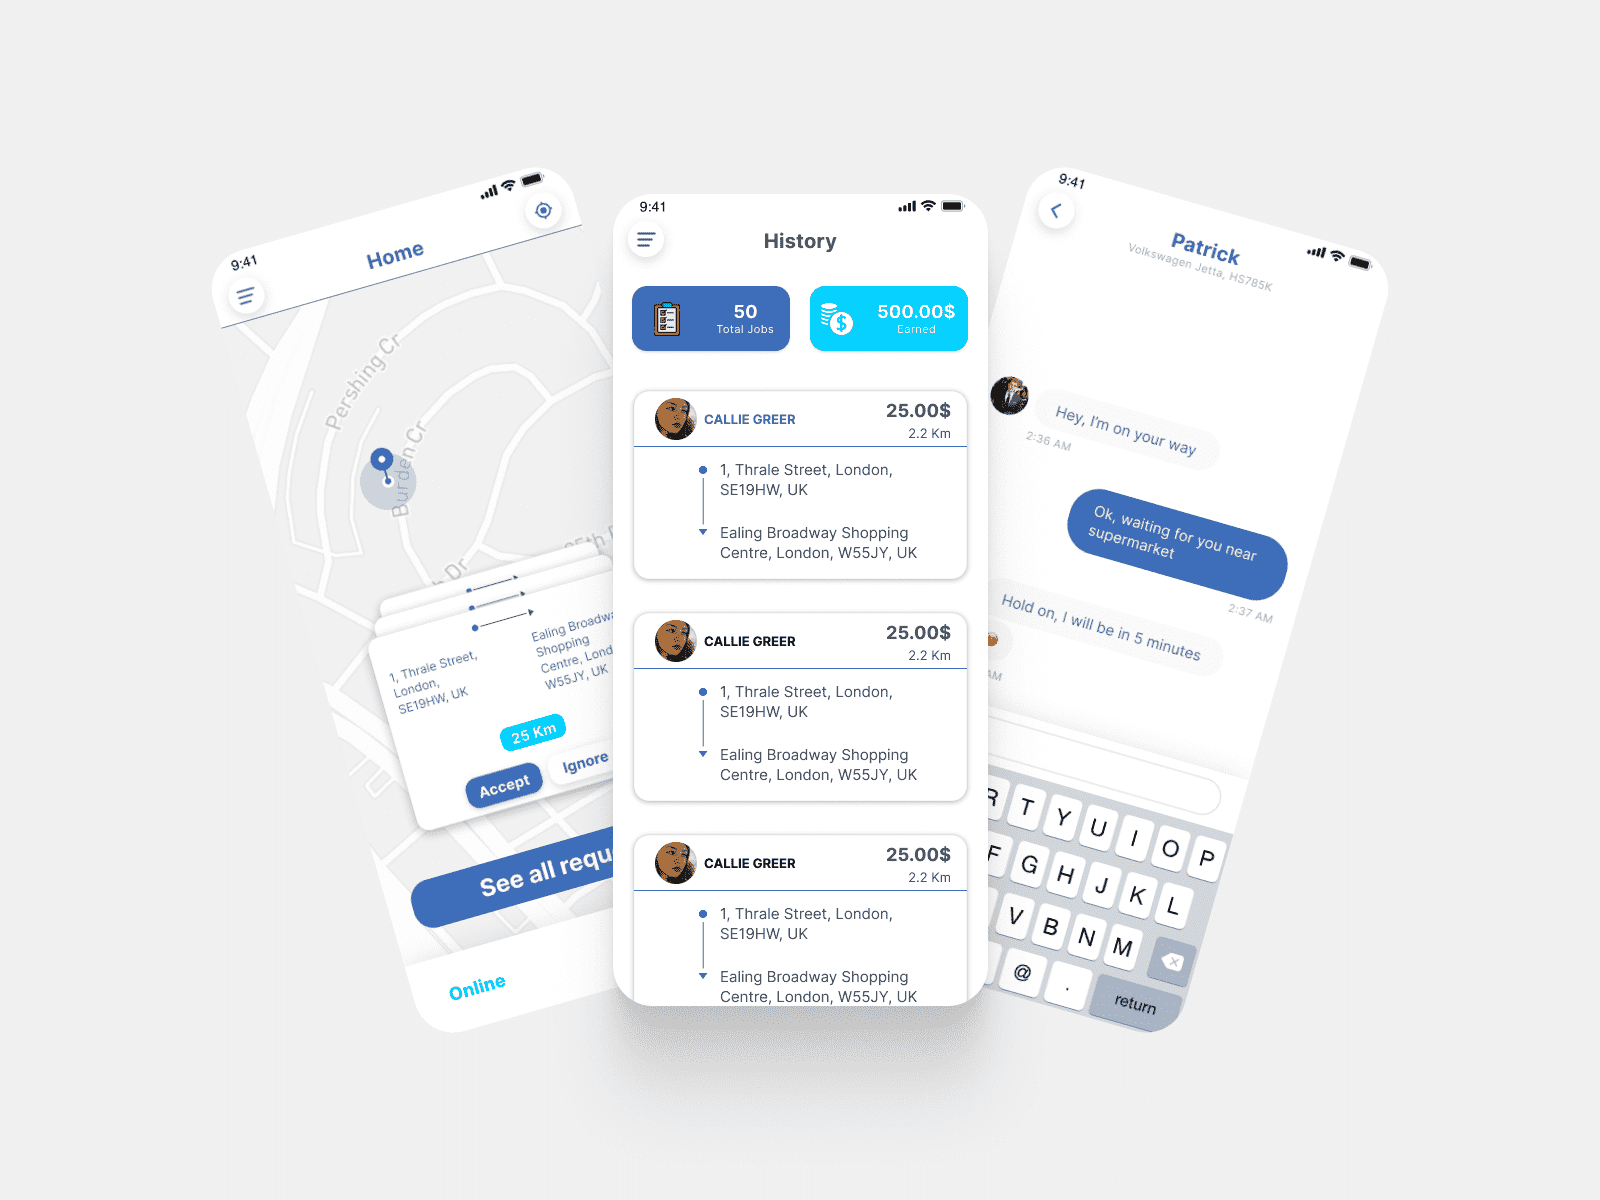 9:41
Home
Pershing Cr
Burden Cr
Dr
1, Thrale Street,
London,
SE19HW, UK
Shopping
W55JY, UK
25 Km
Accept
Ignore
See all
Online
9:41
History
50
Total Jobs
500.00$
Earned
CALLIE GREER
25.00$
2.2 Km
1, Thrale Street, London,
SE19HW, UK
Ealing Broadway Shopping
Centre, London, W55JY, UK
CALLIE GREER
25.00$
2.2 Km
1, Thrale Street, London,
SE19HW, UK
Ealing Broadway Shopping
Centre, London, W55JY, UK
CALLIE GREER
25.00$
2.2 Km
1, Thrale Street, London,
SE19HW, UK
Ealing Broadway Shopping
Centre, London, W55JY, UK
9:41
Patrick
Volkswagen Jetta, HS785K
Hey, I'm on your way
2:36 AM
Ok, waiting for you near
supermarket
2:37 AM
Hold on, I will be in 5 minutes
AM
R T Y U I O P
F G H J K L
V B N M
@ . return